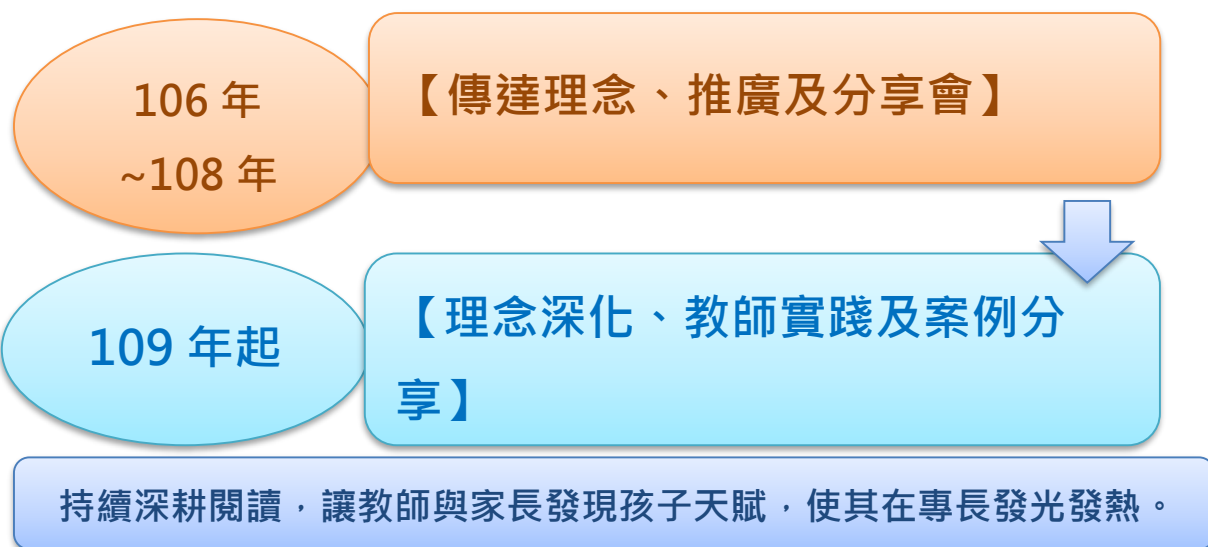 106 年
~108 年
【傳達理念、推廣及分享會】
109 年起
【理念深化、教師實踐及案例分
享】
持續深耕閱讀，讓教師與家長發現孩子天賦，使其在專長發光發熱。